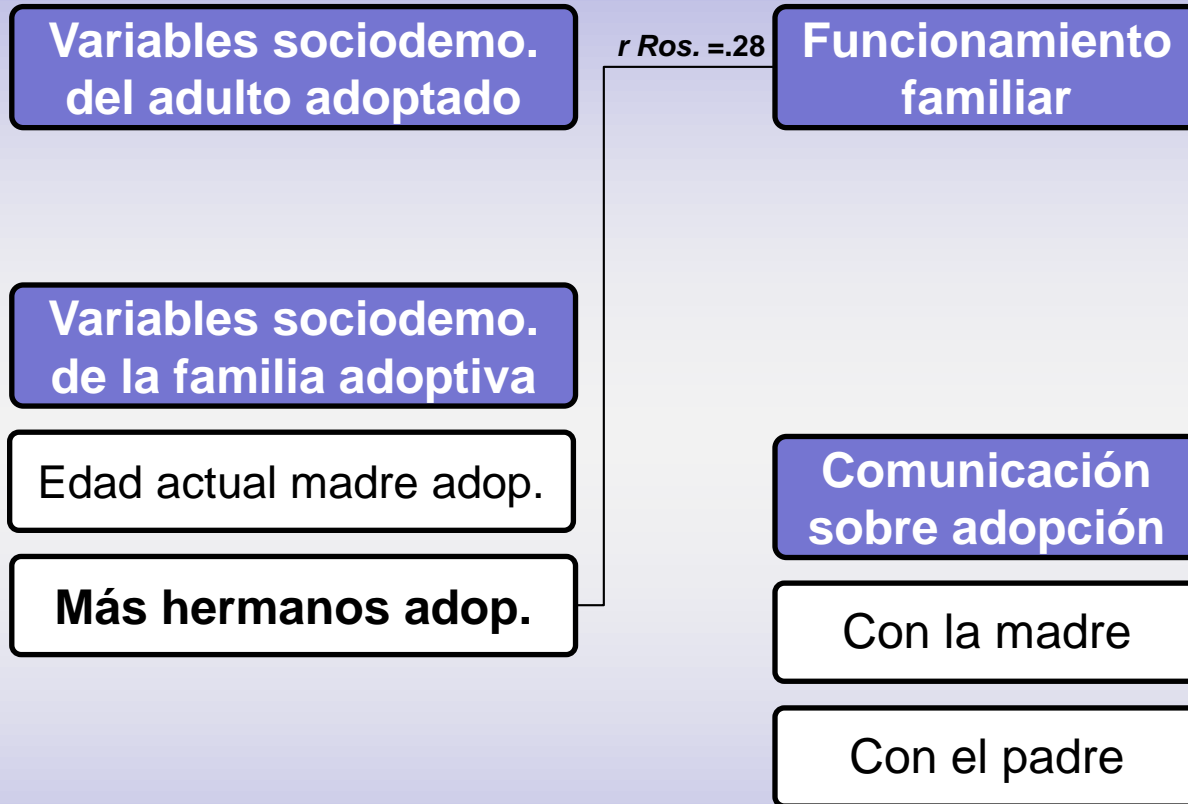 Variables sociodemo.
del adulto adoptado
r Ros. =.28
Funcionamiento
familiar
Variables sociodemo.
de la familia adoptiva
Edad actual madre adop.
Más hermanos adop.
Comunicación
sobre adopción
Con la madre
Con el padre